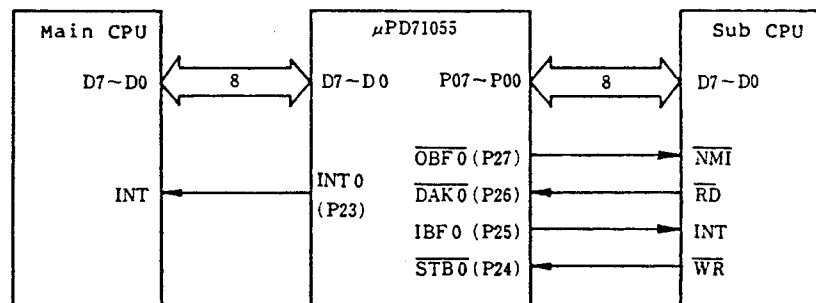 Main CPU
μPD71055
Sub CPU
D7~D0
8
D7~D0
P07~P00
8
D7~D0
OBF0 (P27)
NMI
INT
INT0
(P23)
DAK0 (P26)
RD
IBF0 (P25)
INT
STB0 (P24)
WR